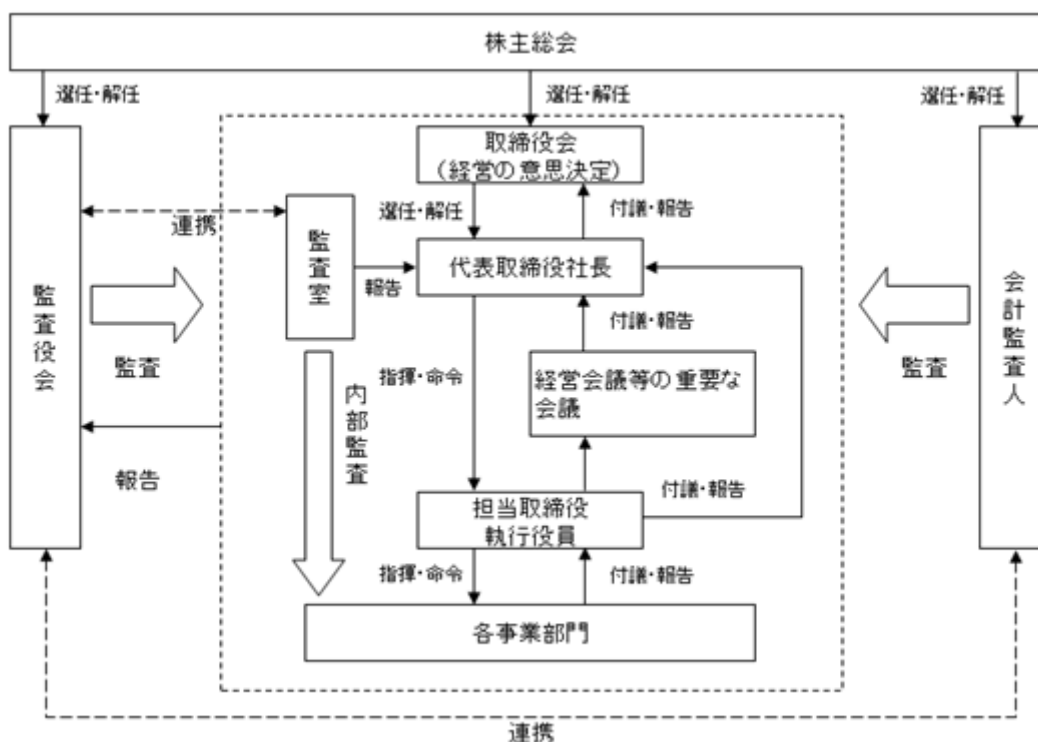 株主総会
選任・解任
選任・解任
選任・解任
取締役会
(経営の意思決定)
選任・解任
付議・報告
連携
監査室
報告
代表取締役社長
監査役会
監査
会計監査人
監査
付議・報告
指揮・命令
経営会議等の重要な
会議
内部監査
報告
付議・報告
担当取締役
執行役員
指揮・命令
付議・報告
各事業部門
連携